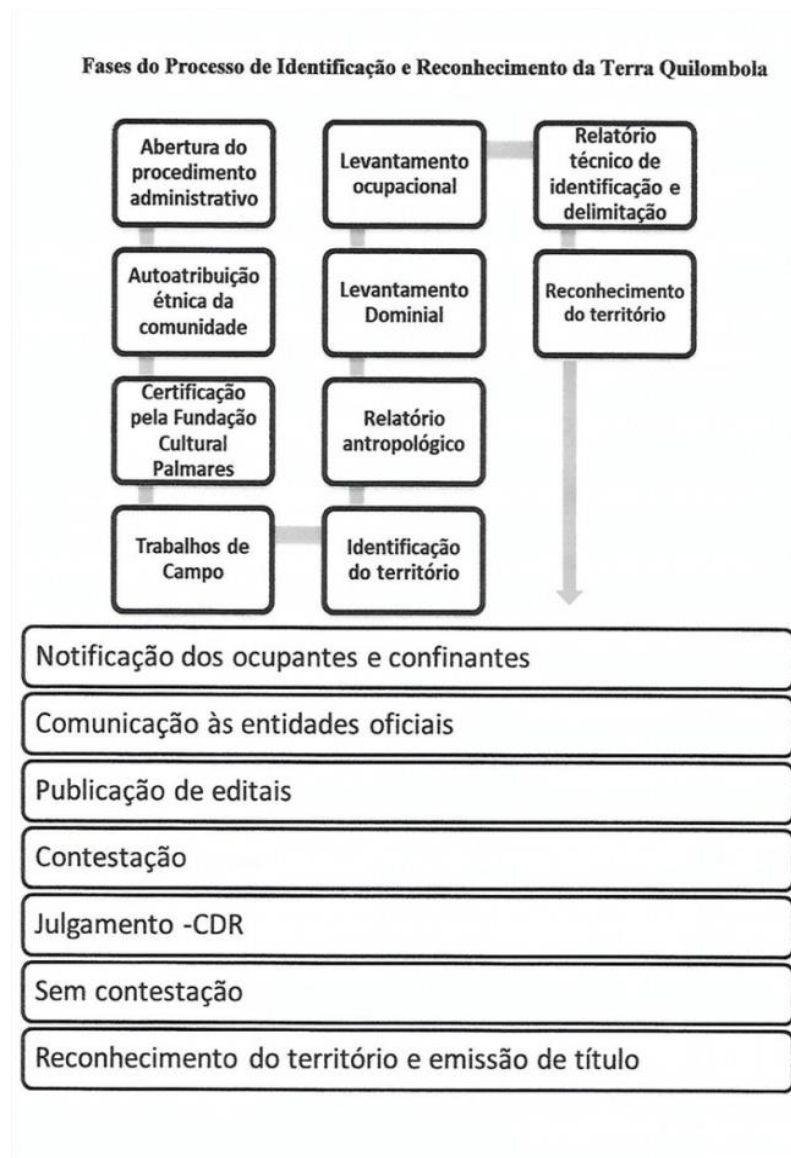 Fases do Processo de Identificação e Reconhecimento da Terra Quilombola
Abertura do
procedimento
administrativo
Autoatribuição
étnica da
comunidade
Certificação
pela Fundação
Cultural
Palmares
Trabalhos de
Campo
Levantamento
ocupacional
Levantamento
Dominial
Relatório
antropológico
Identificação
do território
Relatório
técnico de
identificação e
delimitação
Reconhecimento
do território
Notificação dos ocupantes e confinantes
Comunicação às entidades oficiais
Publicação de editais
Contestação
Julgamento -CDR
Sem contestação
Reconhecimento do território e emissão de título